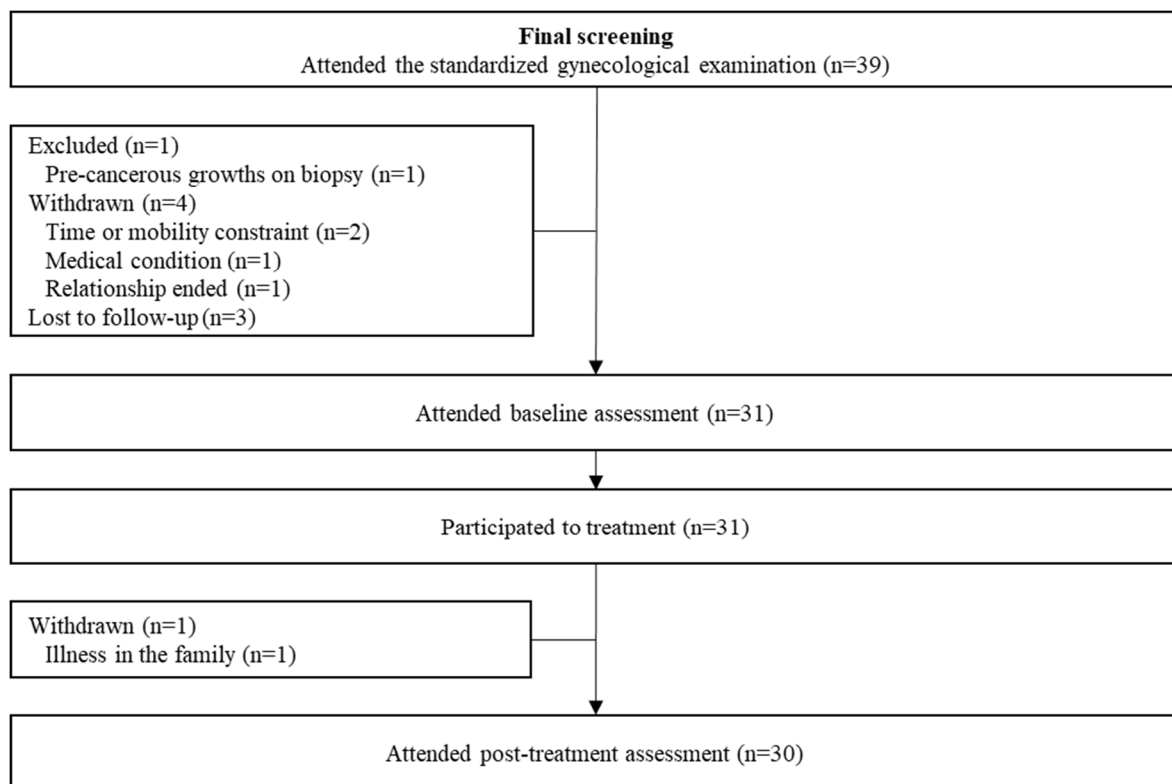 Final screening
Attended the standardized gynecological examination (n=39)
Excluded (n=1)
Pre-cancerous growths on biopsy (n=1)
Withdrawn (n=4)
Time or mobility constraint (n=2)
Medical condition (n=1)
Relationship ended (n=1)
Lost to follow-up (n=3)
Attended baseline assessment (n=31)
Participated to treatment (n=31)
Withdrawn (n=1)
Illness in the family (n=1)
Attended post-treatment assessment (n=30)